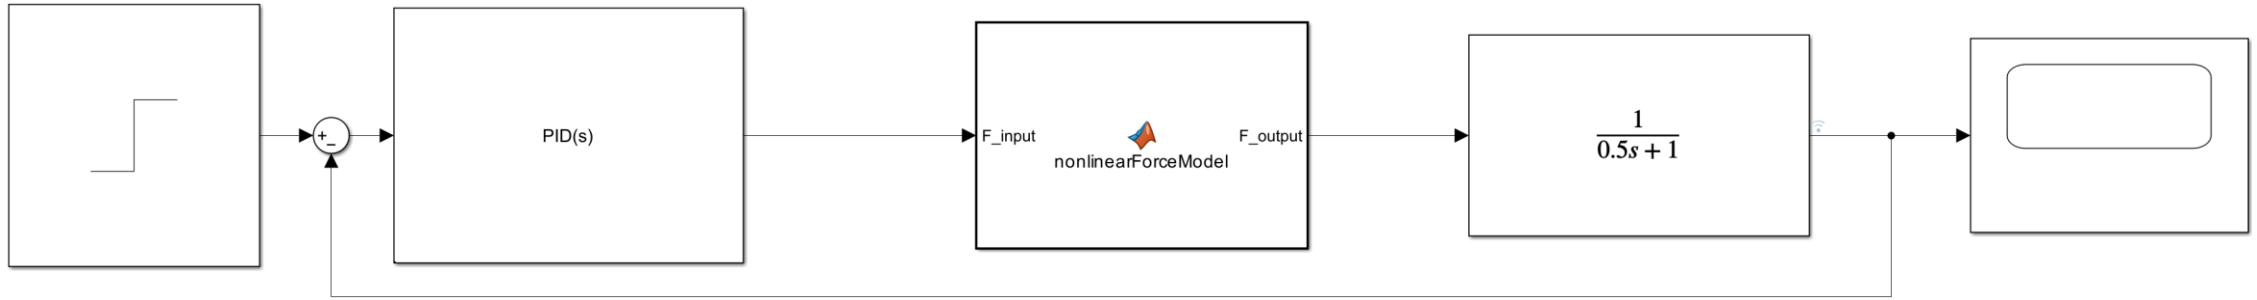 +
−
PID(s)
F_input
F_output
nonlinearForceModel
1
0.5s + 1